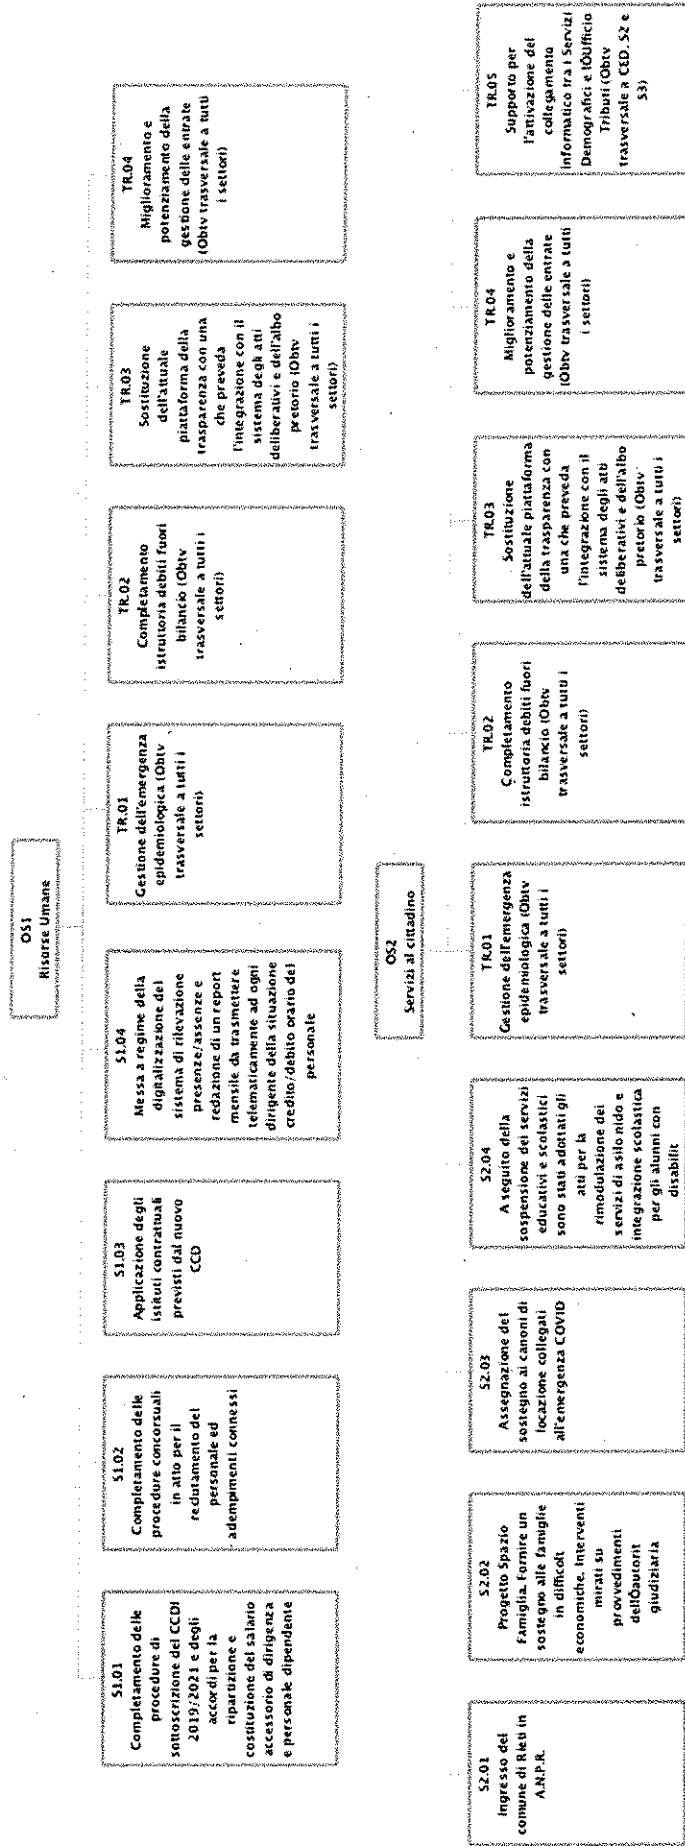 OS1
Risorse Umane
S1.01
Completamento delle
procedure di
sottoscrizione del CCDI
2019/2021 e degli
accordi per la
ripartizione e
costituzione del salario
accessorio di dirigenza
e personale dipendente
S1.02
Completamento delle
procedure concorsuali
in atto per il
reclutamento del
personale ed
adempimenti connessi
S1.03
Applicazione degli
istituti contrattuali
previsti dal nuovo
CCD
S1.04
Messa a regime della
digitalizzazione del
sistema di rilevazione
presenze/assenze e
redazione di un report
mensile da trasmettere
telematicamente ad ogni
dirigente della situazione
credito/debito orario del
personale
TR.01
Gestione dell'emergenza
epidemiologica (Obtv
trasversale a tutti i
settori)
TR.02
Completamento
istruttoria debiti fuori
bilancio (Obtv
trasversale a tutti i
settori)
TR.03
Sostituzione
dell'attuale
piattaforma della
trasparenza con una
che preveda
l'integrazione con il
sistema degli atti
deliberativi e dell'albo
pretorio (Obtv
trasversale a tutti i
settori)
TR.04
Miglioramento e
potenziamento della
gestione delle entrate
(Obtv trasversale a tutti
i settori)
OS2
Servizi al cittadino
S2.01
Ingresso del
comune di Rieti in
A.N.P.R.
S2.02
Progetto Spazio
Famiglia. Fornire un
sostegno alle famiglie
in difficolt
economiche. Interventi
mirati su
provvedimenti
dellÕautorit
giudiziaria
S2.03
Assegnazione del
sostegno ai canoni di
locazione collegati
all'emergenza COVID
S2.04
A seguito della
sospensione dei servizi
educativi e scolastici
sono stati adottati gli
atti per la
rimodulazione dei
servizi di asilo nido e
integrazione scolastica
per gli alunni con
disabilit
TR.01
Gestione dell'emergenza
epidemiologica (Obtv
trasversale a tutti i
settori)
TR.02
Completamento
istruttoria debiti fuori
bilancio (Obtv
trasversale a tutti i
settori)
TR.03
Sostituzione
dell'attuale piattaforma
della trasparenza con
una che preveda
l'integrazione con il
sistema degli atti
deliberativi e dell'albo
pretorio (Obtv
trasversale a tutti i
settori)
TR.04
Miglioramento e
potenziamento della
gestione delle entrate
(Obtv trasversale a tutti
i settori)
TR.05
Supporto per
l'attivazione del
collegamento
informatico tra i Servizi
Demografici e lÕUfficio
Tributi (Obtv
trasversale a CED, S2 e
S3)